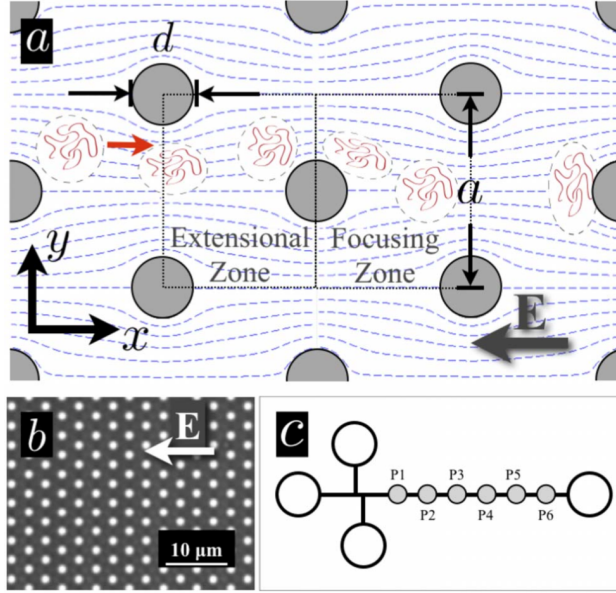 a
d
a
Extensional
Zone
Focusing
Zone
y
x
E
b
E
10 μm
c
P1
P3
P5
P2
P4
P6